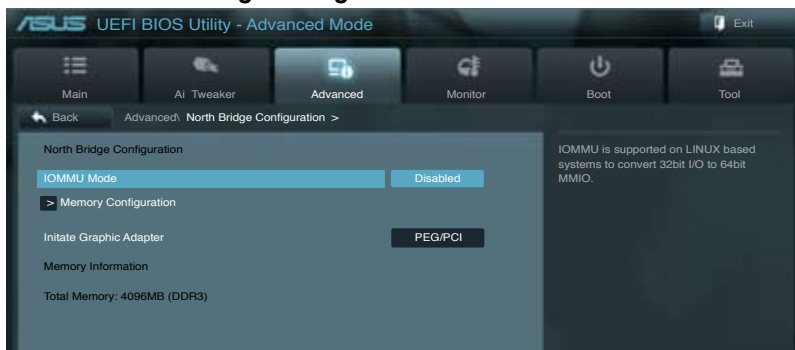 ASUS UEFI BIOS Utility - Advanced Mode
Exit
Main
Ai Tweaker
Advanced
Monitor
Boot
Tool
Back
Advanced\ North Bridge Configuration >
North Bridge Configuration
IOMMU Mode Disabled
> Memory Configuration
Initate Graphic Adapter PEG/PCI
Memory Information
Total Memory: 4096MB (DDR3)
IOMMU is supported on LINUX based
systems to convert 32bit I/O to 64bit
MMIO.